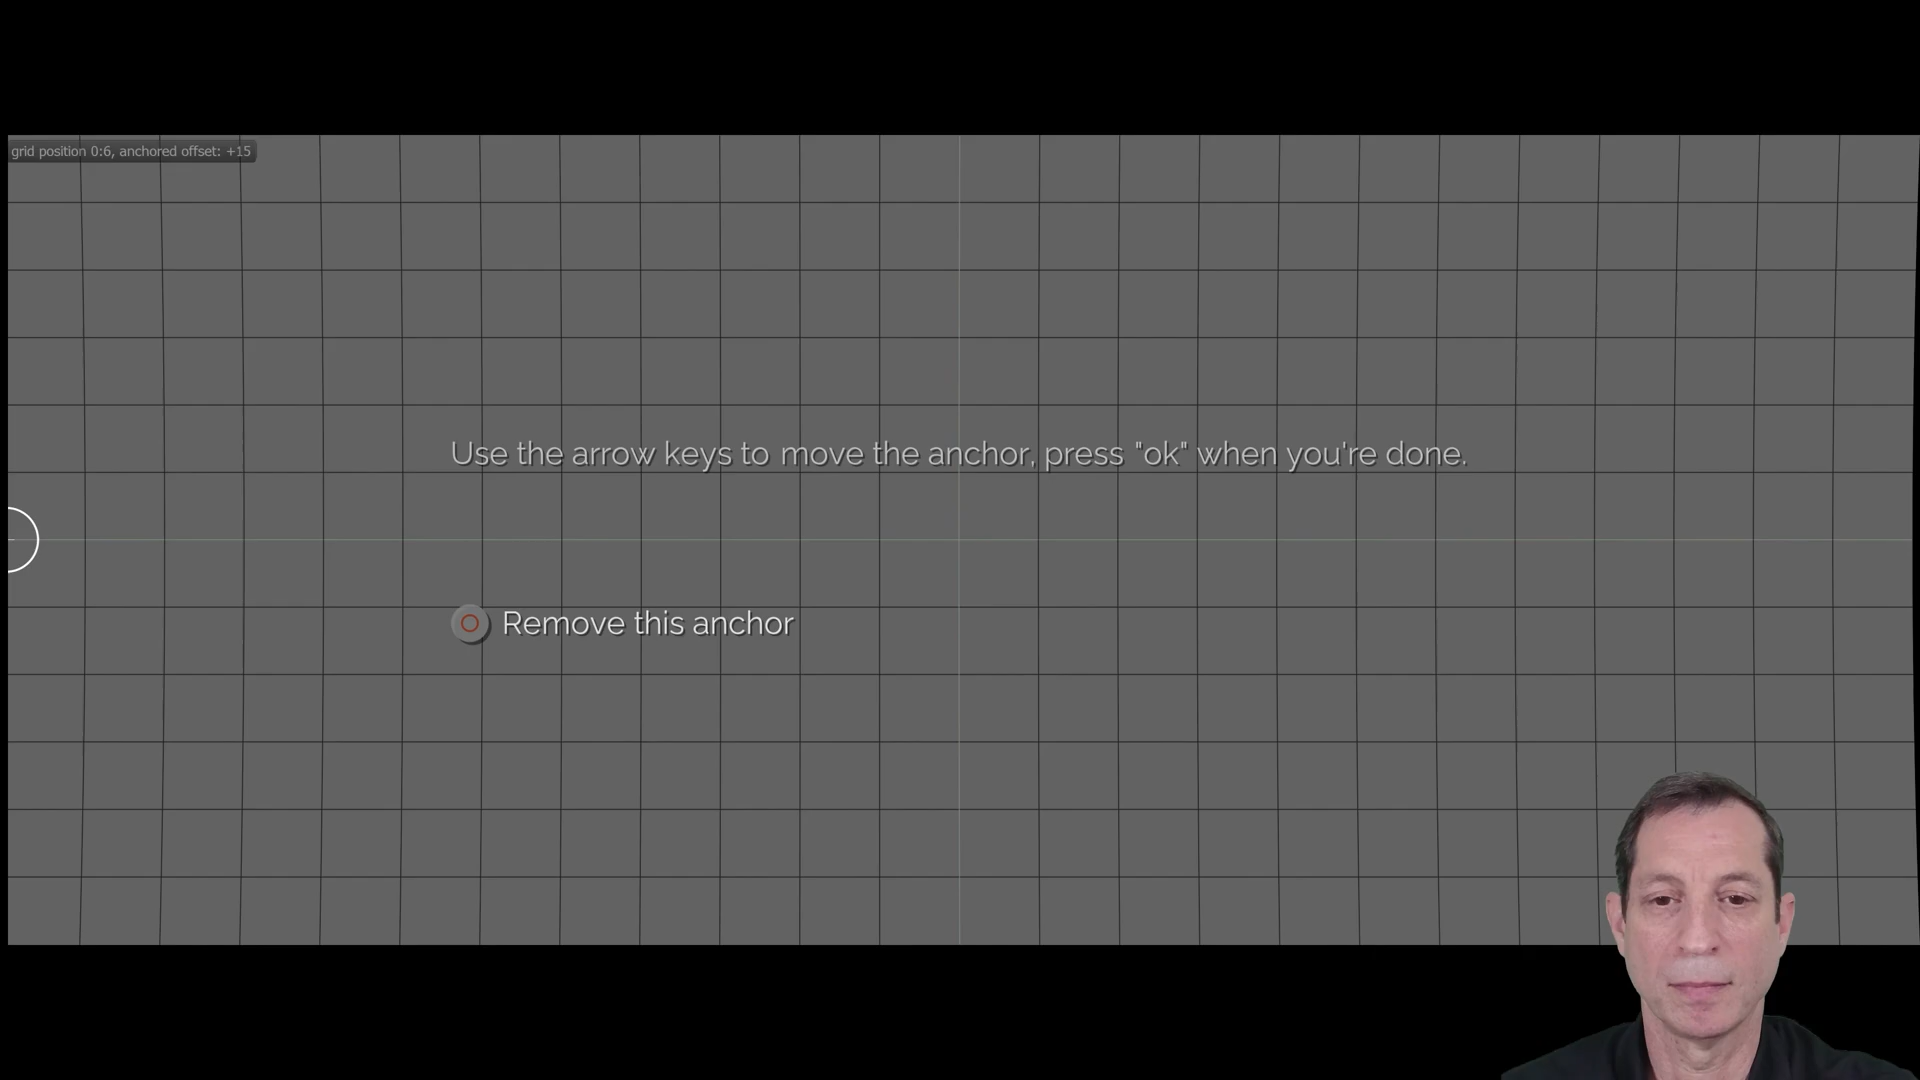 grid position 0:6, anchored offset: +15
Use the arrow keys to move the anchor, press "ok" when you're done.
Remove this anchor